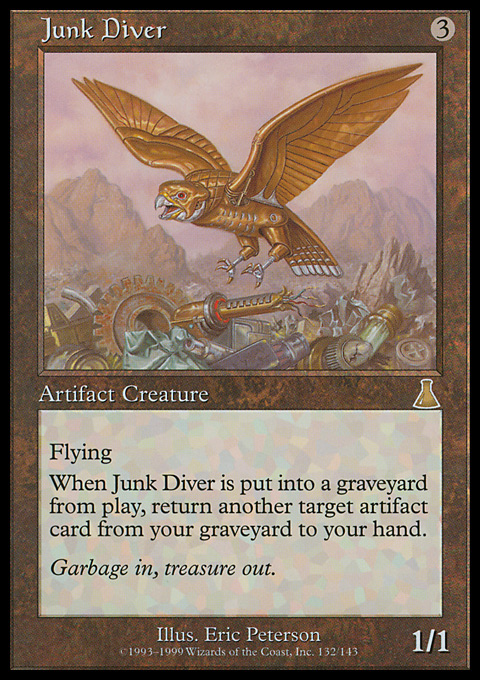 Junk Diver 3
Artifact Creature
Flying
When Junk Diver is put into a graveyard
from play, return another target artifact
card from your graveyard to your hand.
Garbage in, treasure out.
Illus. Eric Peterson
©1993–1999 Wizards of the Coast, Inc. 132/143
1/1